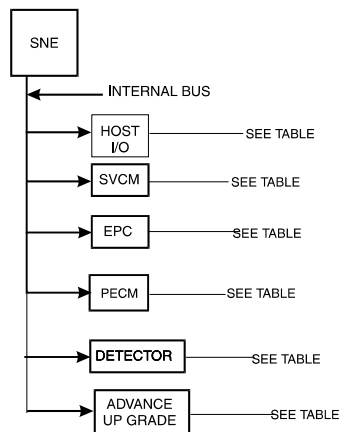 SNE
INTERNAL BUS
HOST
I/O
SEE TABLE
SVCM
SEE TABLE
EPC
SEE TABLE
PECM
SEE TABLE
DETECTOR
SEE TABLE
ADVANCE
UP GRADE
SEE TABLE